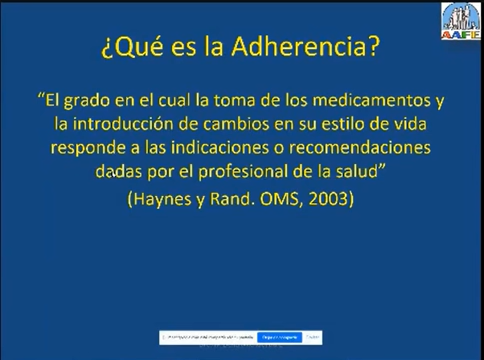 AAFE
¿Qué es la Adherencia?
“El grado en el cual la toma de los medicamentos y
la introducción de cambios en su estilo de vida
responde a las indicaciones o recomendaciones
dadas por el profesional de la salud”
(Haynes y Rand. OMS, 2003)